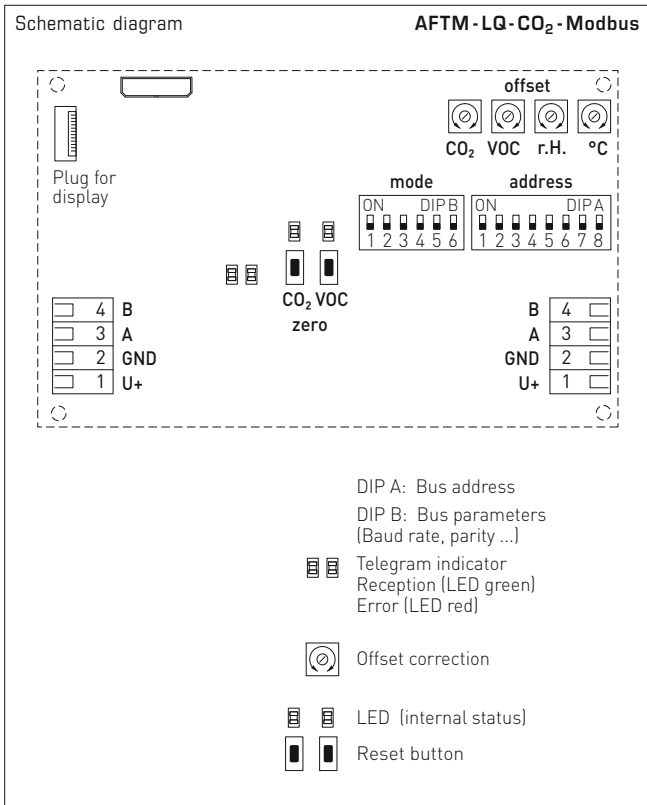 Schematic diagram AFTM-LQ-CO₂-Modbus
offset
CO₂ VOC r.H. °C
Plug for
display
mode address
ON DIP B ON DIP A
1 2 3 4 5 6 1 2 3 4 5 6 7 8
CO₂ VOC
zero
4 B B 4
3 A A 3
2 GND GND 2
1 U+ U+ 1
DIP A: Bus address
DIP B: Bus parameters
(Baud rate, parity ...)
Telegram indicator
Reception (LED green)
Error (LED red)
Offset correction
LED (internal status)
Reset button